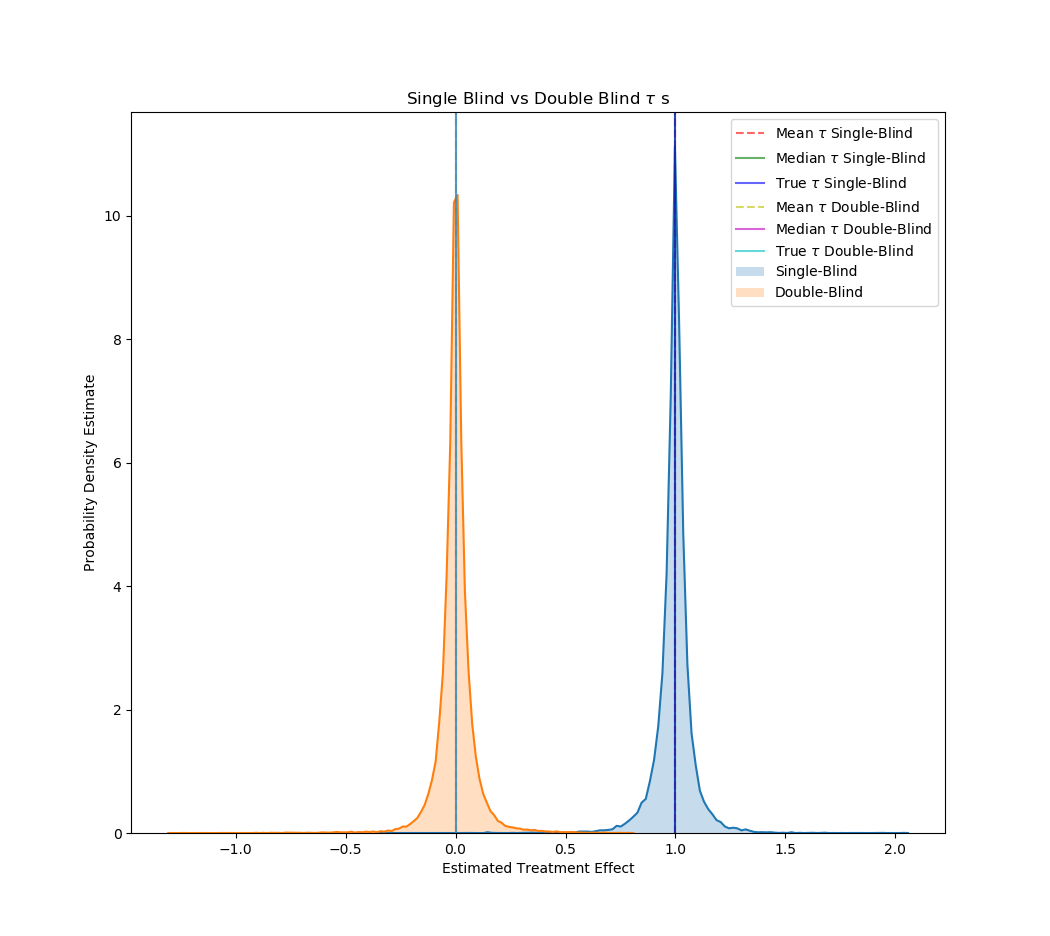 Single Blind vs Double Blind τ s
Mean τ Single-Blind
Median τ Single-Blind
True τ Single-Blind
Mean τ Double-Blind
Median τ Double-Blind
True τ Double-Blind
Single-Blind
Double-Blind
Probability Density Estimate
10
8
6
4
2
0
−1.0 −0.5 0.0 0.5 1.0 1.5 2.0
Estimated Treatment Effect